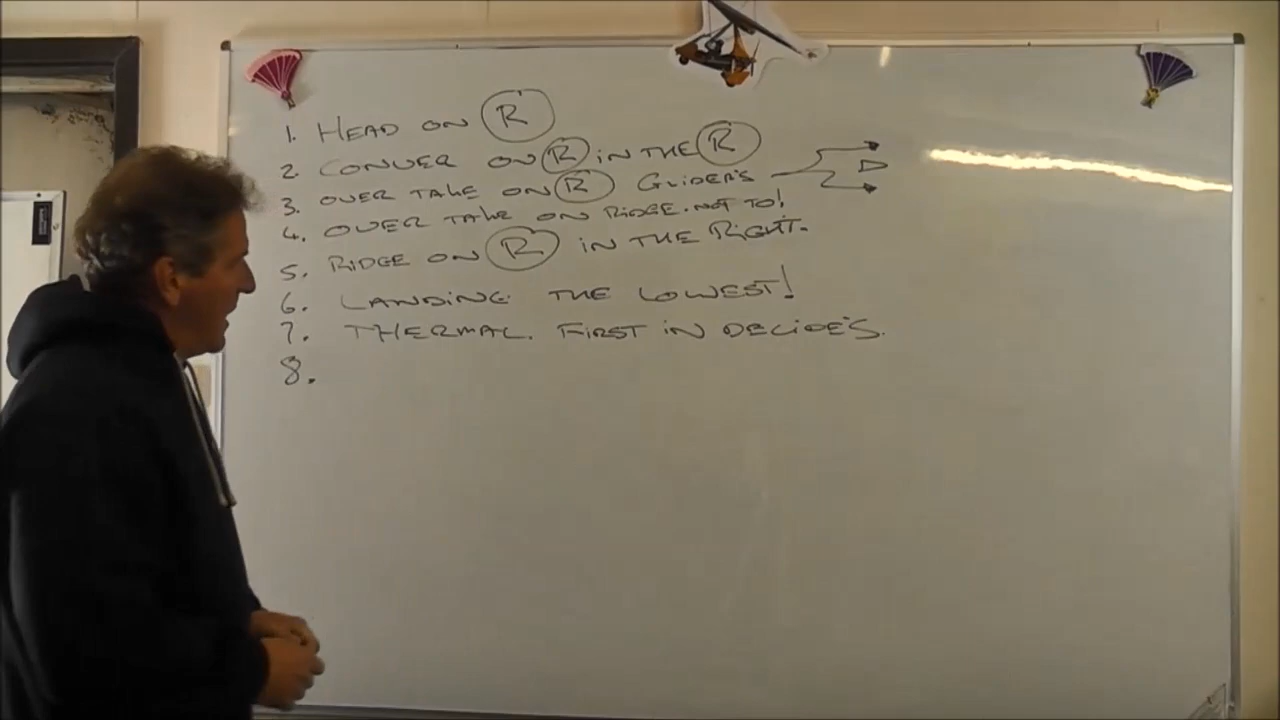 1. HEAD ON R
2. CONVER ON R IN THE R
3. OVER TAKE ON R GLIDER'S
4. OVER TAKE ON RIDGE. NOT TO!
5. RIDGE ON R IN THE RIGHT.
6. LANDING. THE LOWEST!
7. THERMAL. FIRST IN DECIDE'S.
8.